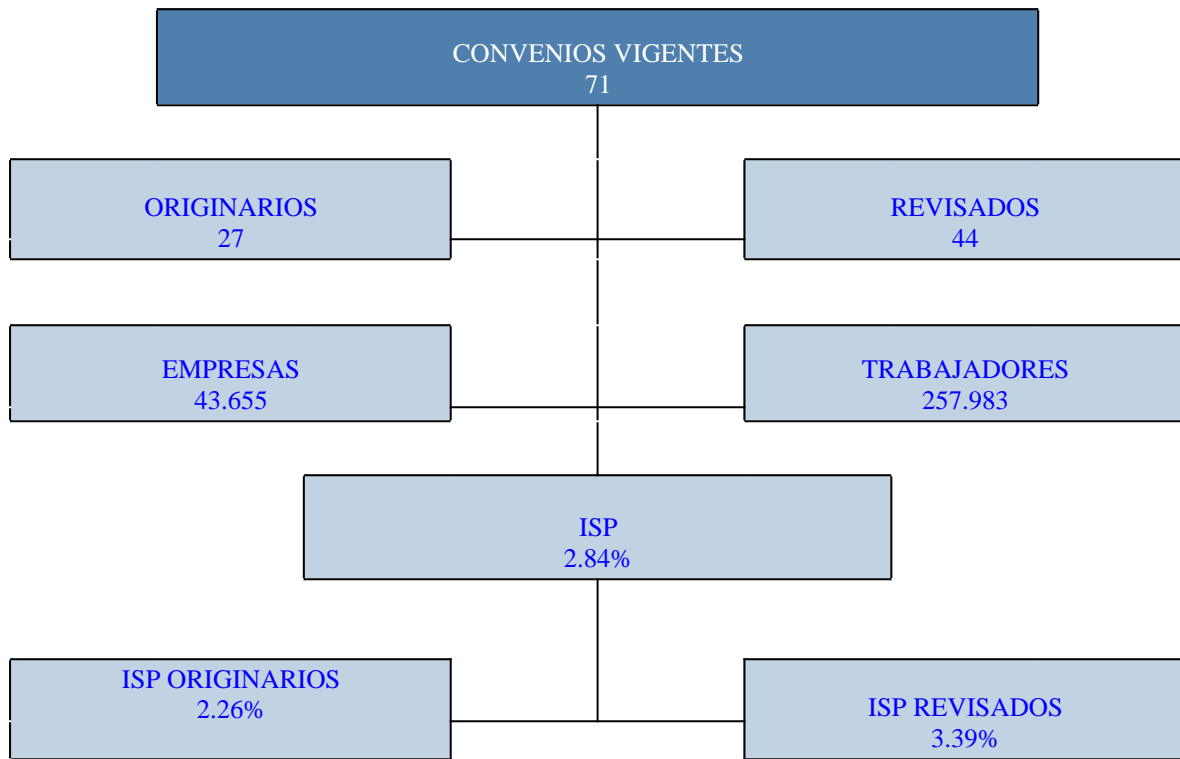 CONVENIOS VIGENTES
71
ORIGINARIOS
27
REVISADOS
44
EMPRESAS
43.655
TRABAJADORES
257.983
ISP
2.84%
ISP ORIGINARIOS
2.26%
ISP REVISADOS
3.39%